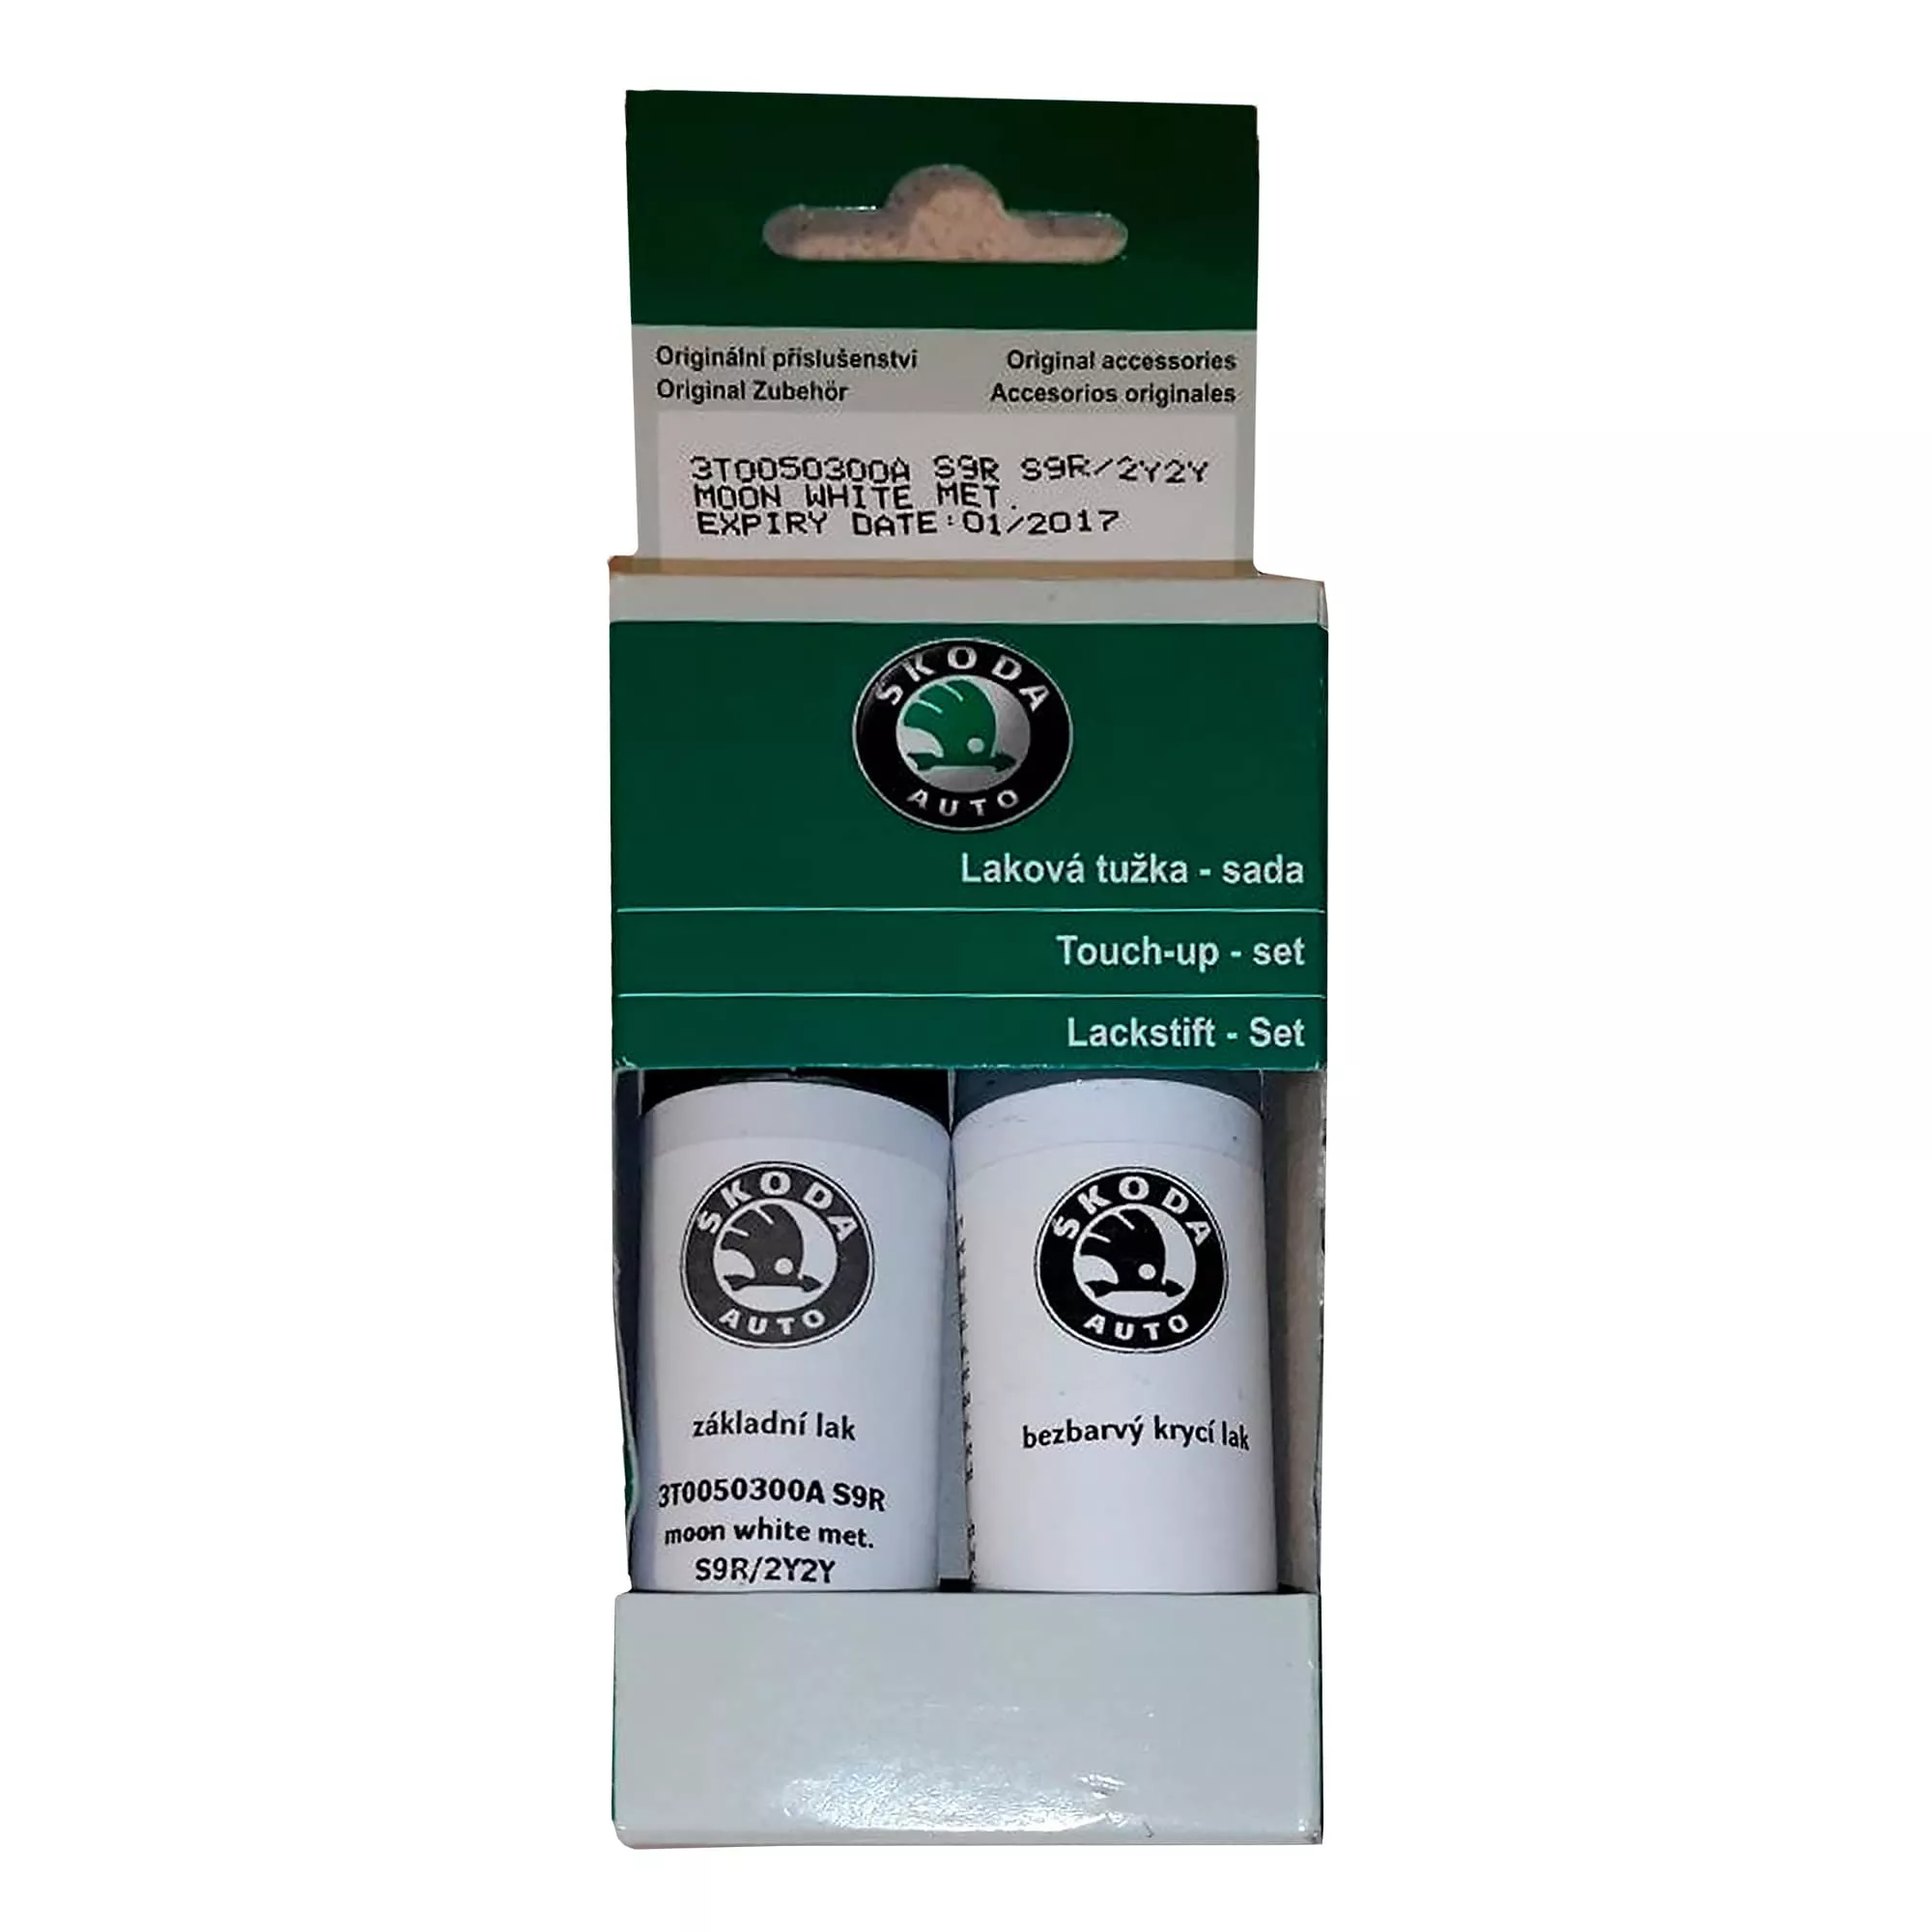 Originální příslušenství Original accessories
Original Zubehör Accesorios originales
3T0050300A S9R S9R/2Y2Y
MOON WHITE MET.
EXPIRY DATE:01/2017
SKODA
AUTO
Laková tužka - sada
Touch-up - set
Lackstift - Set
SKODA
AUTO
základní lak
3T0050300A S9R
moon white met.
S9R/2Y2Y
SKODA
AUTO
bezbarvý krycí lak